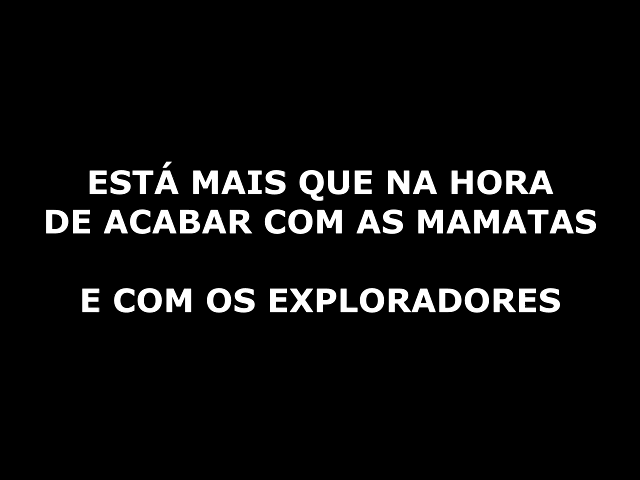 ESTÁ MAIS QUE NA HORA
DE ACABAR COM AS MAMATAS
E COM OS EXPLORADORES